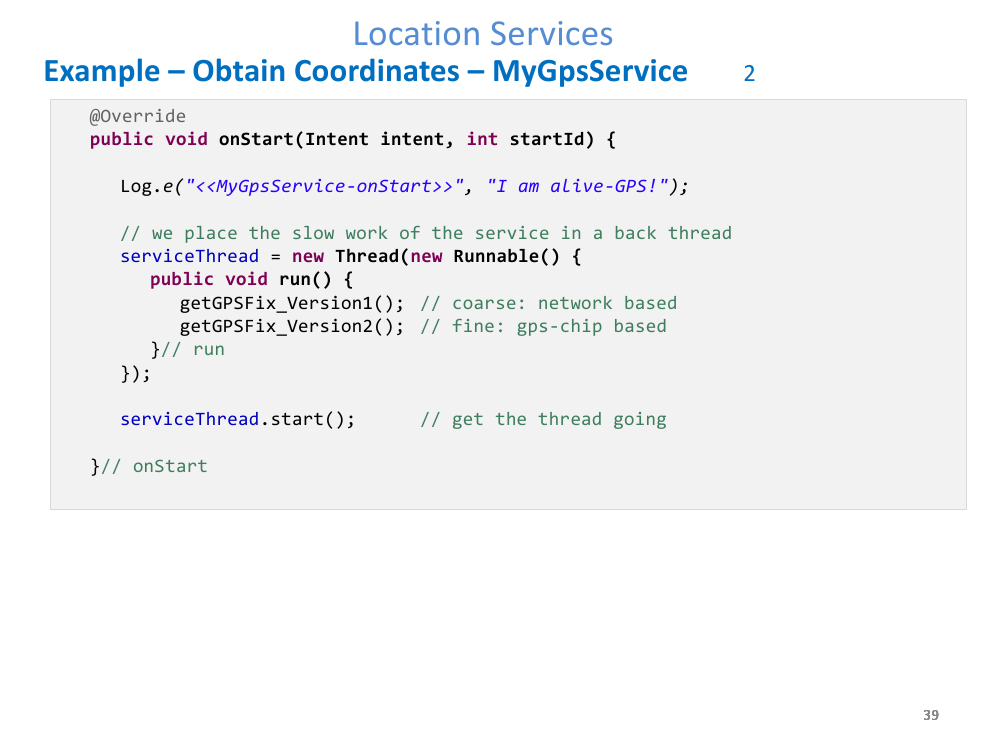 Location Services
Example – Obtain Coordinates – MyGpsService 2
@Override
public void onStart(Intent intent, int startId) {
Log.e("<<MyGpsService-onStart>>", "I am alive-GPS!");
// we place the slow work of the service in a back thread
serviceThread = new Thread(new Runnable() {
public void run() {
getGPSFix_Version1(); // coarse: network based
getGPSFix_Version2(); // fine: gps-chip based
}// run
});
serviceThread.start(); // get the thread going
}// onStart
39